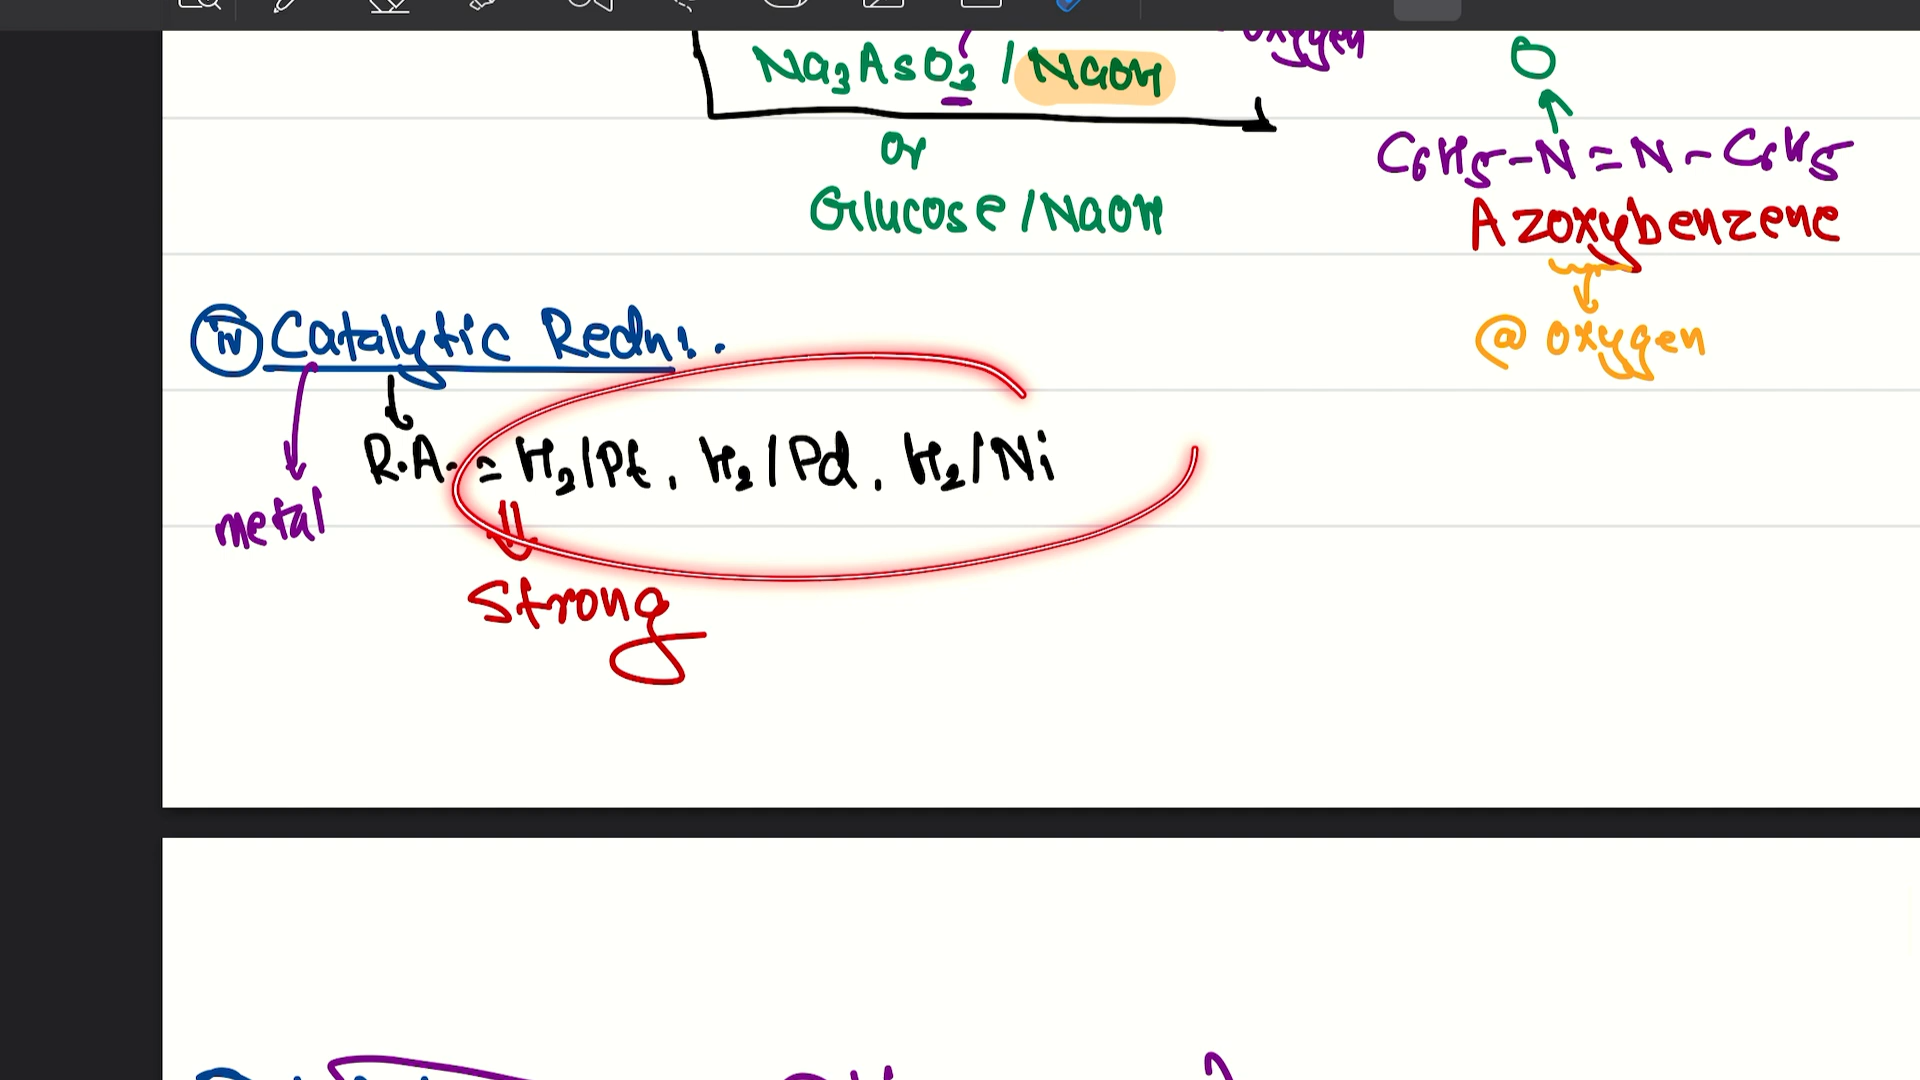 oxygen
Na3AsO3 / NaOH
O
or
C6H5-N=N-C6H5
Glucose/NaOH
Azoxybenzene
@ oxygen
(iv) Catalytic Redn:.
R.A. = H2/Pt, H2/Pd, H2/Ni
metal
Strong